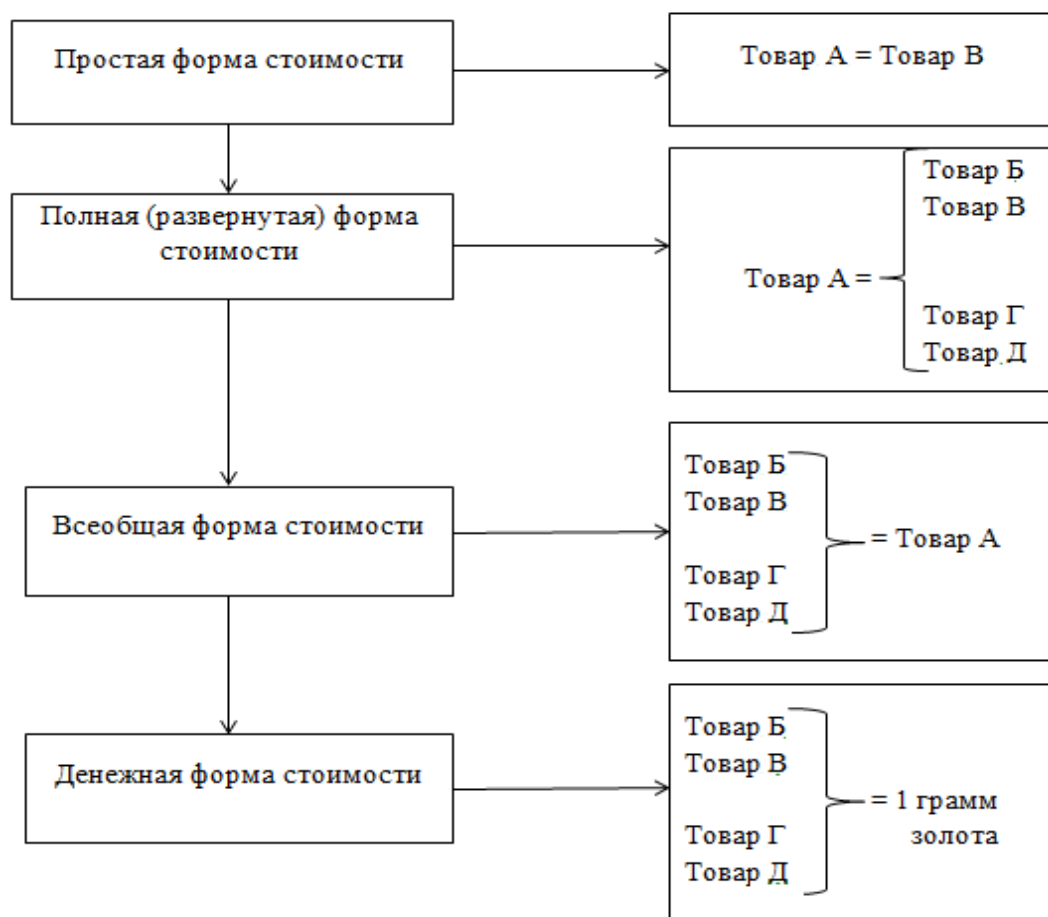 Простая форма стоимости
Товар А = Товар В
Полная (развернутая) форма
стоимости
Товар А =
Товар Б
Товар В
Товар Г
Товар Д
Всеобщая форма стоимости
Товар Б
Товар В
Товар Г
Товар Д
= Товар А
Денежная форма стоимости
Товар Б
Товар В
Товар Г
Товар Д
= 1 грамм
золота